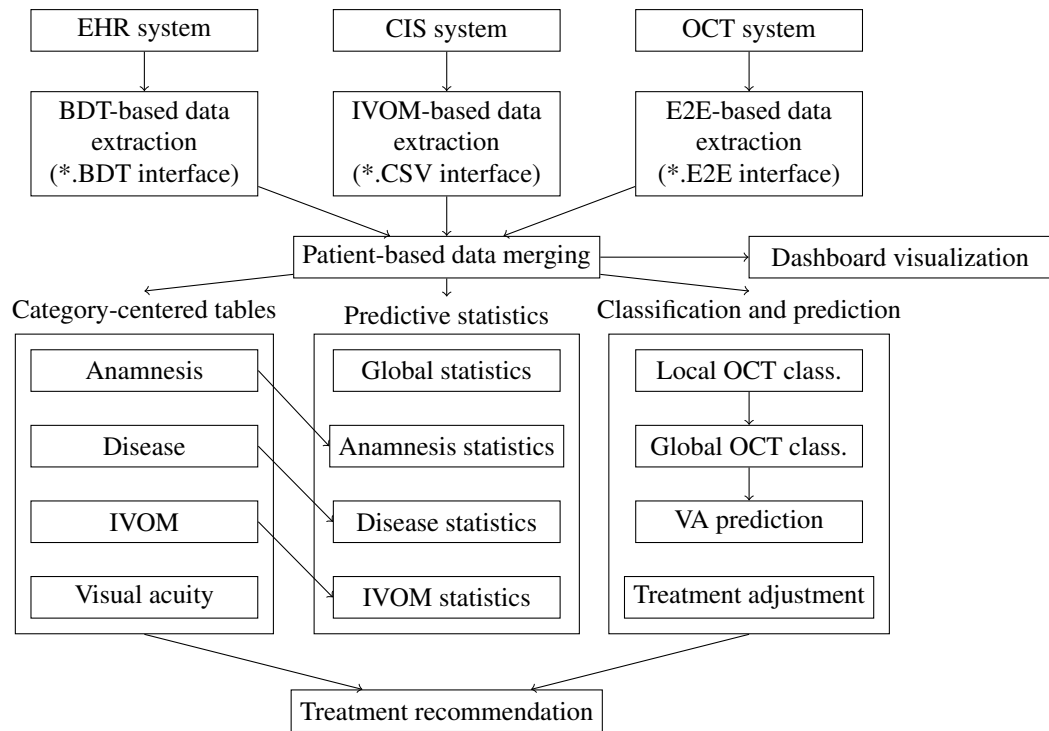 EHR system
CIS system
OCT system
BDT-based data
extraction
(*.BDT interface)
IVOM-based data
extraction
(*.CSV interface)
E2E-based data
extraction
(*.E2E interface)
Patient-based data merging
Dashboard visualization
Category-centered tables
Anamnesis
Disease
IVOM
Visual acuity
Predictive statistics
Global statistics
Anamnesis statistics
Disease statistics
IVOM statistics
Classification and prediction
Local OCT class.
Global OCT class.
VA prediction
Treatment adjustment
Treatment recommendation